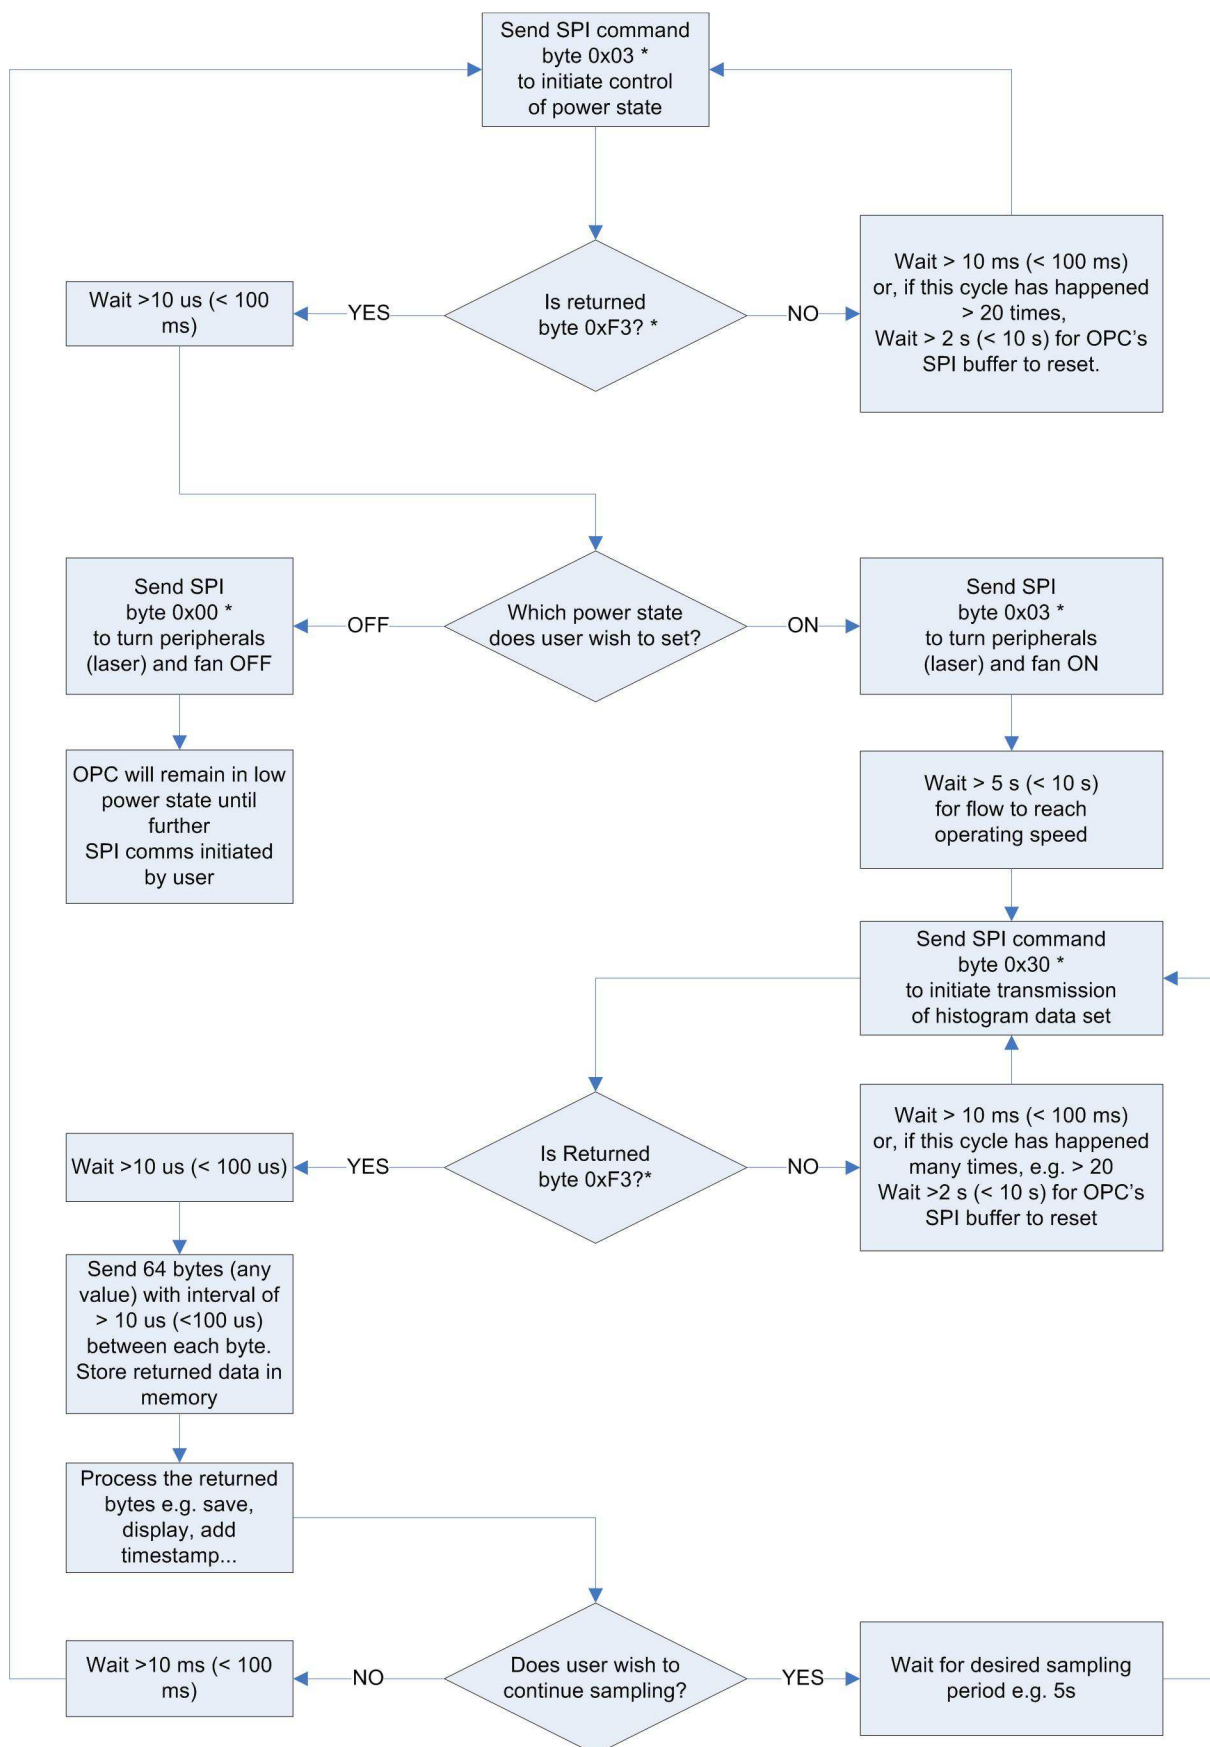 Send SPI command
byte 0x03 *
to initiate control
of power state
Wait >10 us (< 100
ms)
YES
Is returned
byte 0xF3? *
NO
Wait > 10 ms (< 100 ms)
or, if this cycle has happened
> 20 times,
Wait > 2 s (< 10 s) for OPC's
SPI buffer to reset.
Send SPI
byte 0x00 *
to turn peripherals
(laser) and fan OFF
OFF
Which power state
does user wish to set?
ON
Send SPI
byte 0x03 *
to turn peripherals
(laser) and fan ON
OPC will remain in low
power state until
further
SPI comms initiated
by user
Wait > 5 s (< 10 s)
for flow to reach
operating speed
Send SPI command
byte 0x30 *
to initiate transmission
of histogram data set
Wait >10 us (< 100 us)
YES
Is Returned
byte 0xF3?*
NO
Wait > 10 ms (< 100 ms)
or, if this cycle has happened
many times, e.g. > 20
Wait >2 s (< 10 s) for OPC's
SPI buffer to reset
Send 64 bytes (any
value) with interval of
> 10 us (<100 us)
between each byte.
Store returned data in
memory
Process the returned
bytes e.g. save,
display, add
timestamp...
Wait >10 ms (< 100
ms)
NO
Does user wish to
continue sampling?
YES
Wait for desired sampling
period e.g. 5s